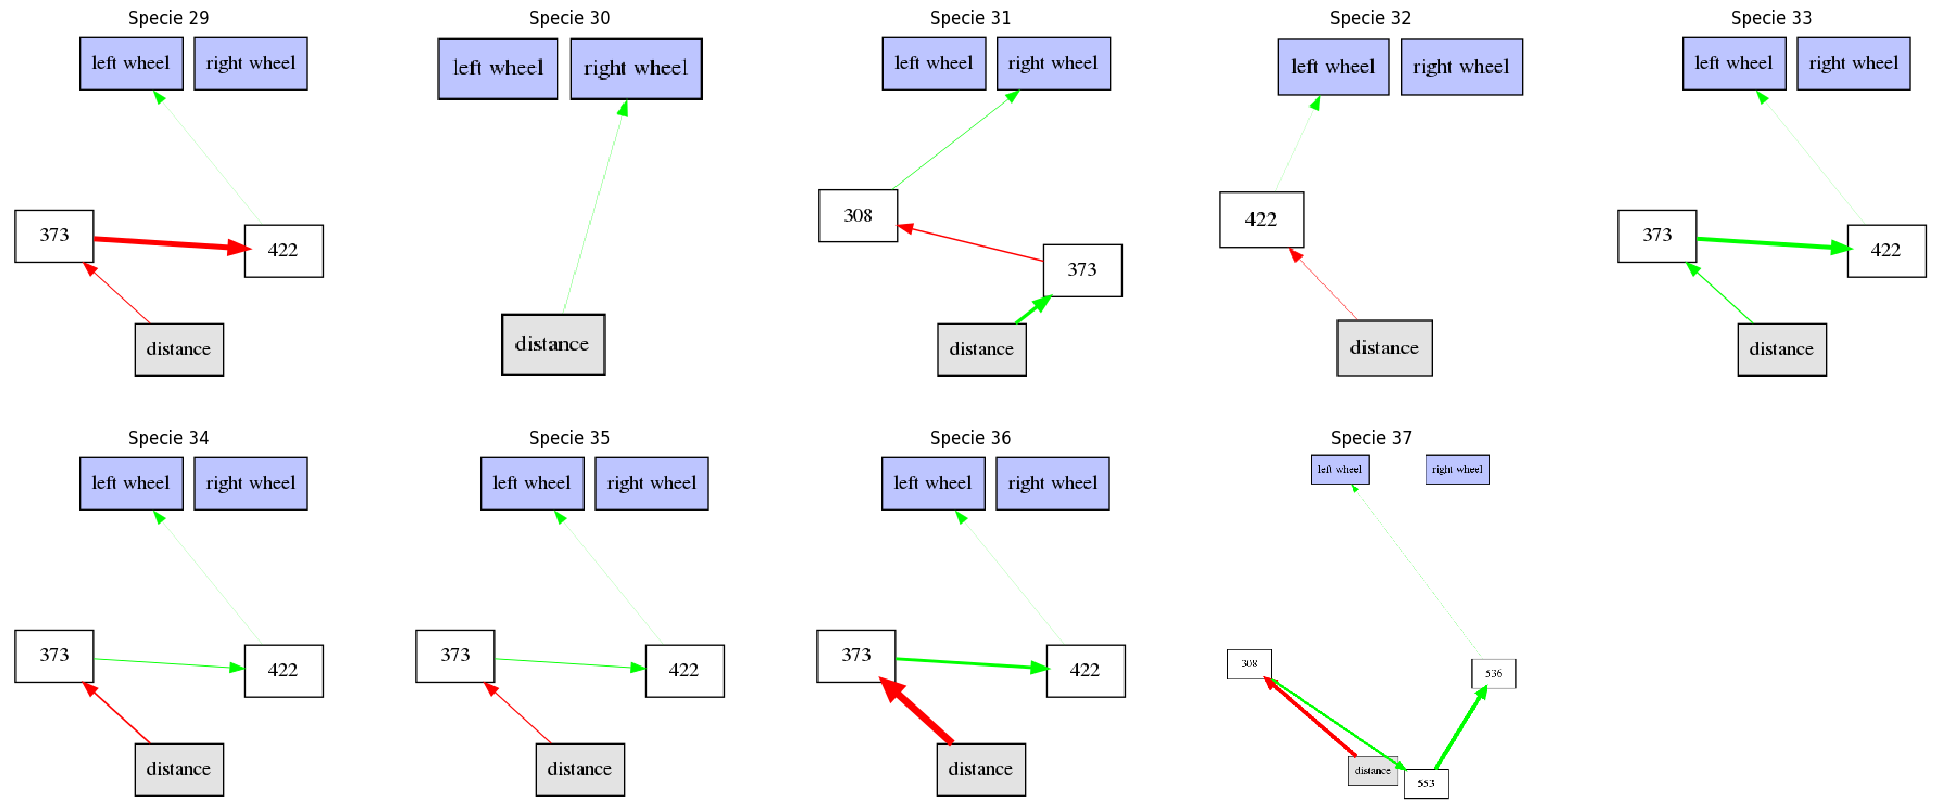 Specie 29
left wheel
right wheel
373
422
distance
Specie 30
left wheel
right wheel
distance
Specie 31
left wheel
right wheel
308
373
distance
Specie 32
left wheel
right wheel
422
distance
Specie 33
left wheel
right wheel
373
422
distance
Specie 34
left wheel
right wheel
373
422
distance
Specie 35
left wheel
right wheel
373
422
distance
Specie 36
left wheel
right wheel
373
422
distance
Specie 37
left wheel
right wheel
308
536
distance
553